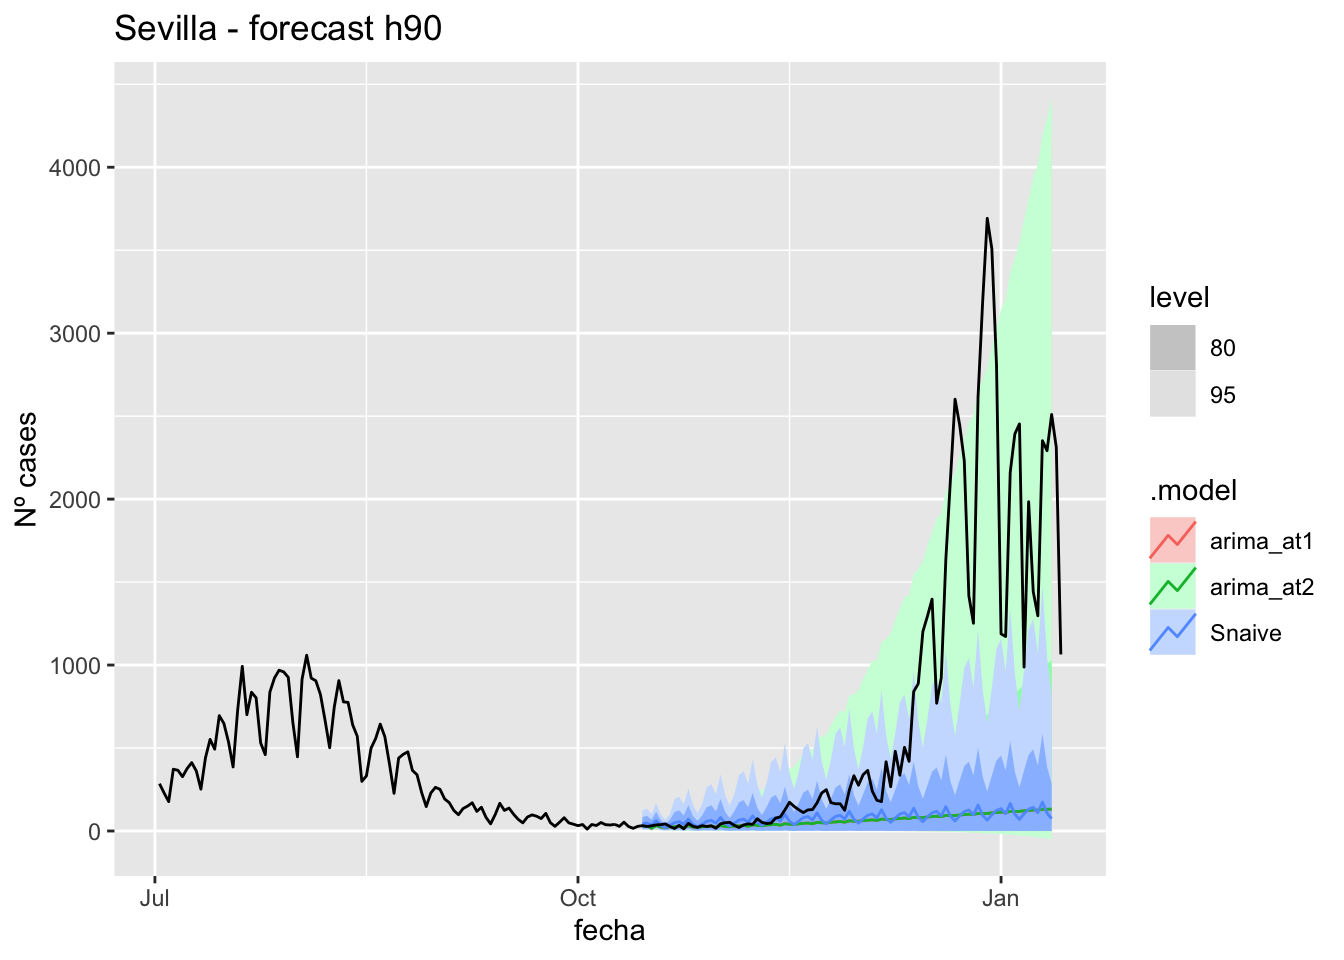 Sevilla - forecast h90
Nº cases
4000
3000
2000
1000
0
Jul
Oct
Jan
fecha
level
80
95
.model
arima_at1
arima_at2
Snaive